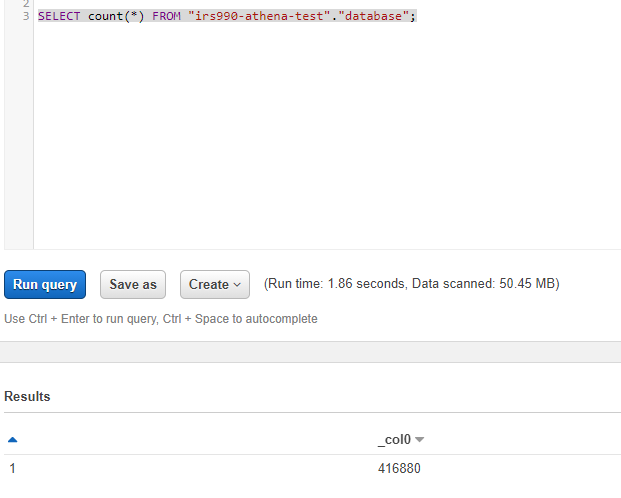 2
3 SELECT count(*) FROM "irs990-athena-test"."database";
Run query Save as Create (Run time: 1.86 seconds, Data scanned: 50.45 MB)
Use Ctrl + Enter to run query, Ctrl + Space to autocomplete
Results
_col0
1 416880